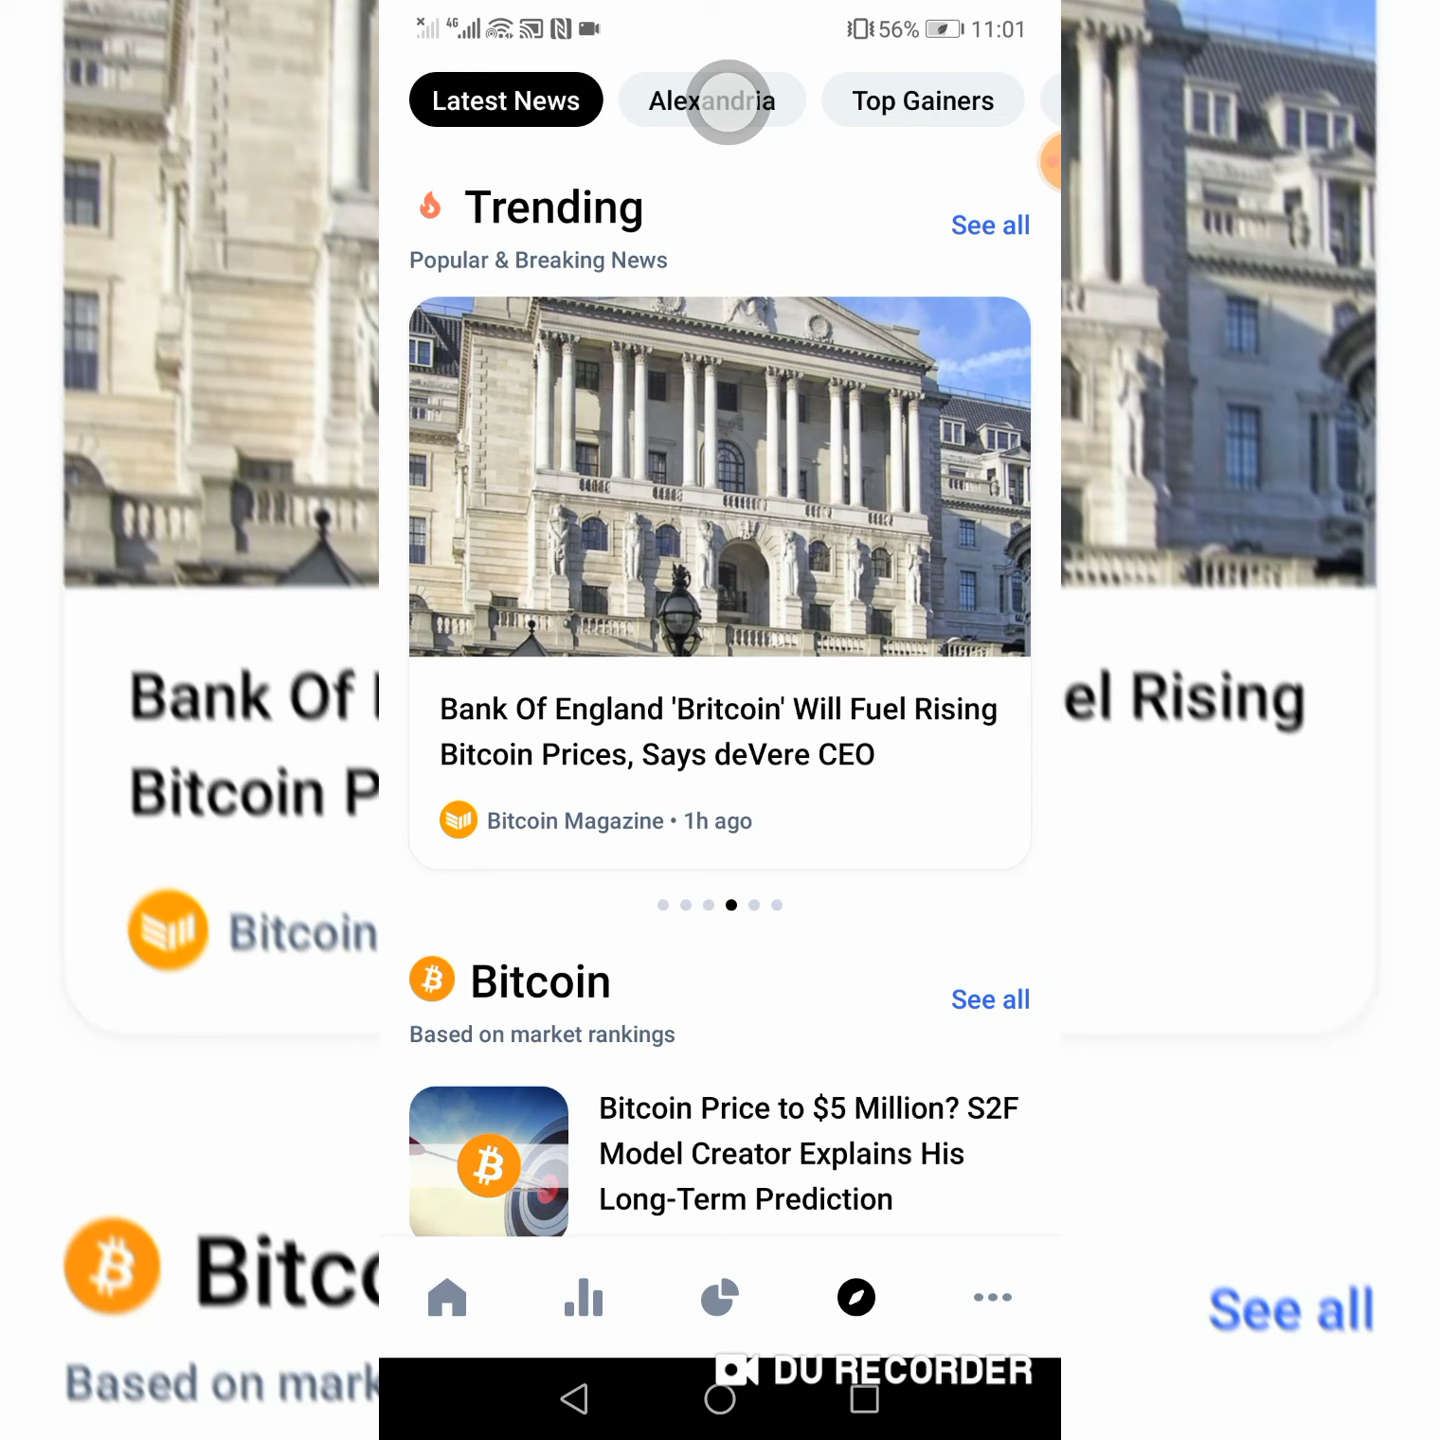 4G 56% 11:01
Latest News Alexandria Top Gainers
Trending
See all
Popular & Breaking News
Bank Of England 'Britcoin' Will Fuel Rising
Bitcoin Prices, Says deVere CEO
Bitcoin Magazine • 1h ago
Bitcoin
See all
Based on market rankings
Bitcoin Price to $5 Million? S2F
Model Creator Explains His
Long-Term Prediction
DU RECORDER
Bank Of
el Rising
Bitcoin P
Bitcoin
Bitc
See all
Based on mark